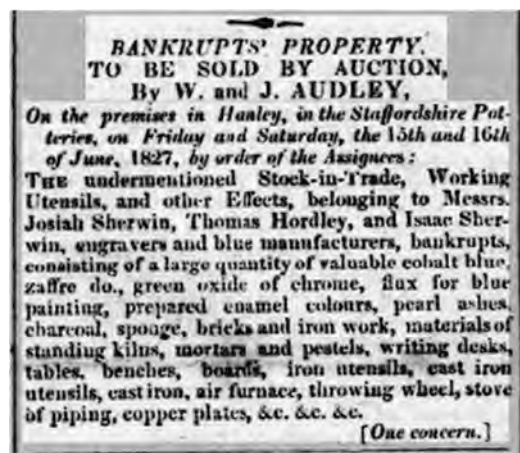 BANKRUPTS' PROPERTY.
TO BE SOLD BY AUCTION,
By W. and J. AUDLEY,
On the premises in Hanley, in the Staffordshire Pot-
teries, on Friday and Saturday, the 15th and 16th
of June, 1827, by order of the Assignees:
THE undermentioned Stock-in-Trade, Working
Utensils, and other Effects, belonging to Messrs.
Josiah Sherwin, Thomas Hordley, and Isaac Sher-
win, engravers and blue manufacturers, bankrupts,
consisting of a large quantity of valuable cobalt blue,
zaffre do., green oxide of chrome, flux for blue
painting, prepared enamel colours, pearl ashes,
charcoal, sponge, bricks and iron work, materials of
standing kilns, mortars and pestels, writing desks,
tables, benches, boards, iron utensils, cast iron
utensils, cast iron, air furnace, throwing wheel, stove
of piping, copper plates, &c. &c. &c.
[One concern.]